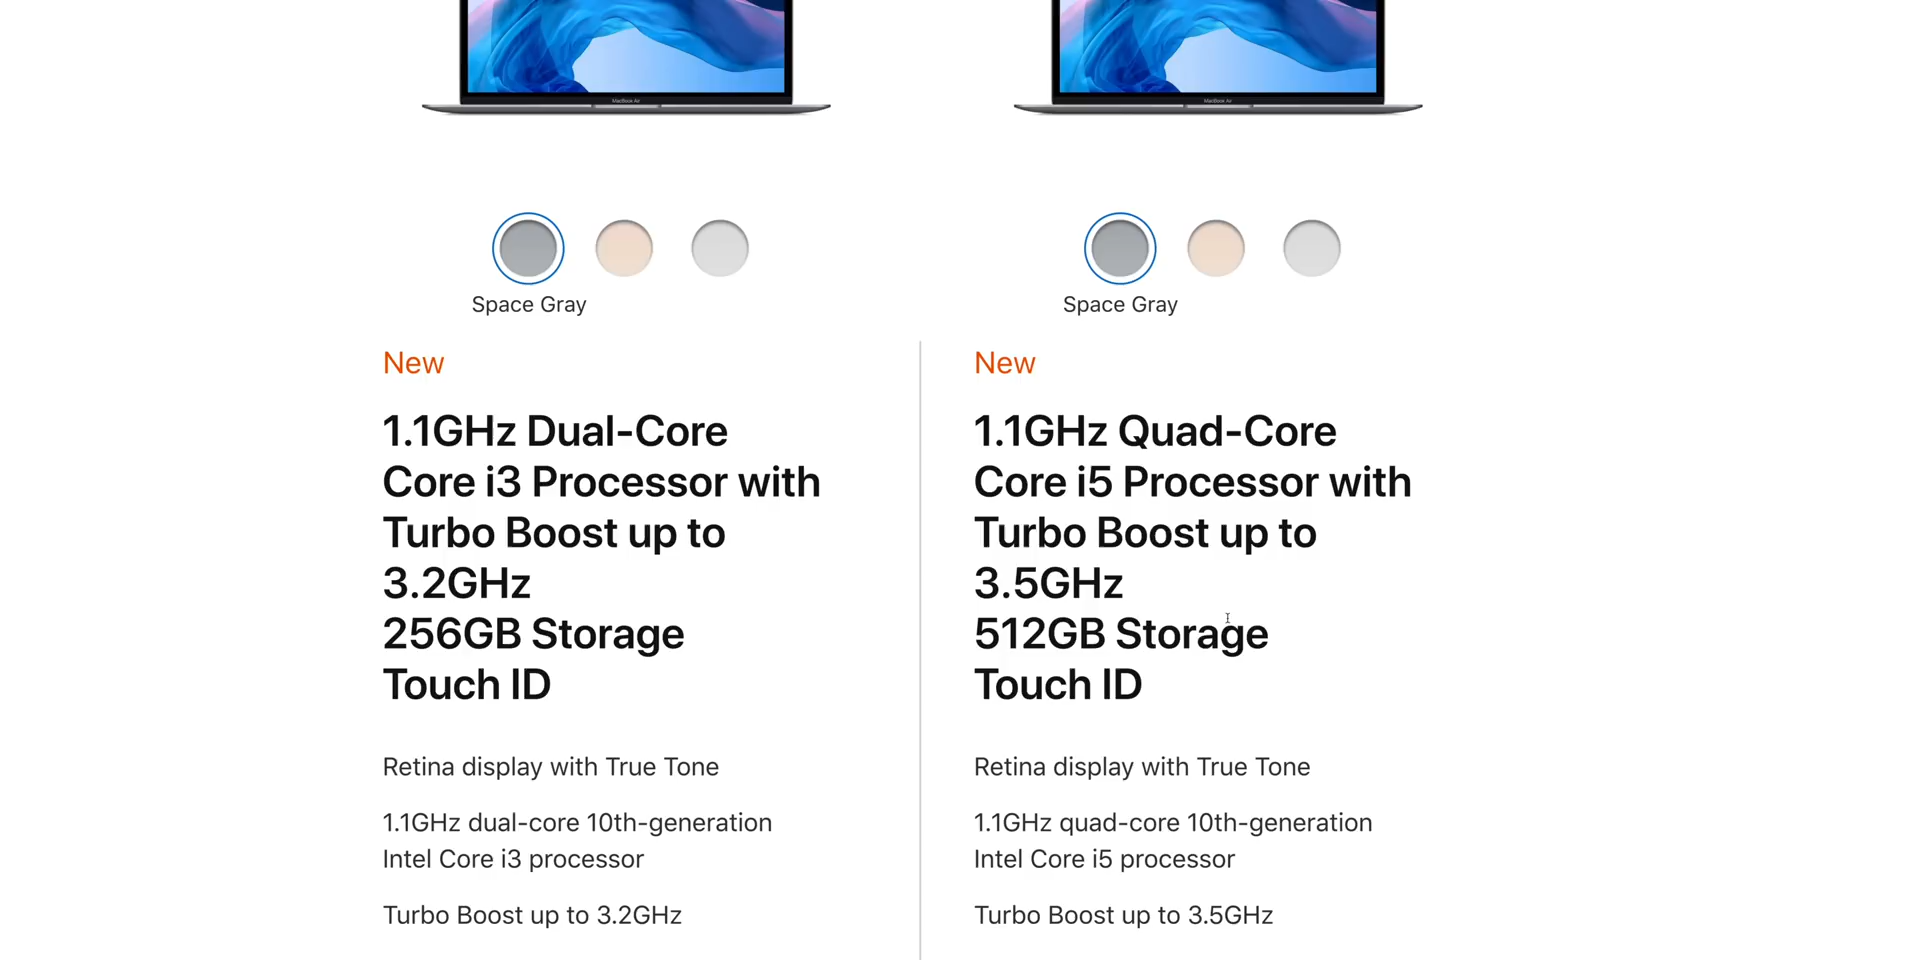 MacBook Air
MacBook Air
Space Gray
Space Gray
New
1.1GHz Dual-Core
Core i3 Processor with
Turbo Boost up to
3.2GHz
256GB Storage
Touch ID
Retina display with True Tone
1.1GHz dual-core 10th-generation
Intel Core i3 processor
Turbo Boost up to 3.2GHz
New
1.1GHz Quad-Core
Core i5 Processor with
Turbo Boost up to
3.5GHz
512GB Storage
Touch ID
Retina display with True Tone
1.1GHz quad-core 10th-generation
Intel Core i5 processor
Turbo Boost up to 3.5GHz